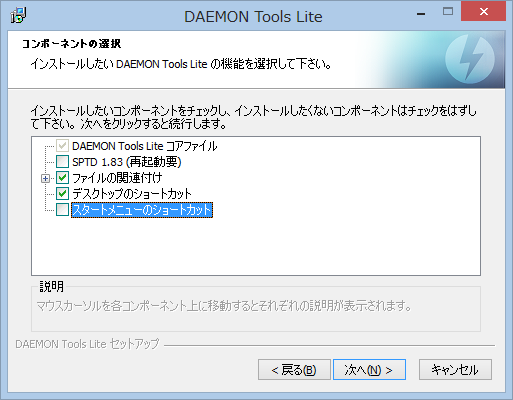 DAEMON Tools Lite
コンポーネントの選択
インストールしたい DAEMON Tools Lite の機能を選択して下さい。
インストールしたいコンポーネントをチェックし、インストールしたくないコンポーネントはチェックをはずし
て下さい。次へをクリックすると続行します。
DAEMON Tools Lite コアファイル
SPTD 1.83 (再起動要)
ファイルの関連付け
デスクトップのショートカット
スタートメニューのショートカット
説明
マウスカーソルを各コンポーネント上に移動するとそれぞれの説明が表示されます。
DAEMON Tools Lite セットアップ
< 戻る(B)
次へ(N) >
キャンセル